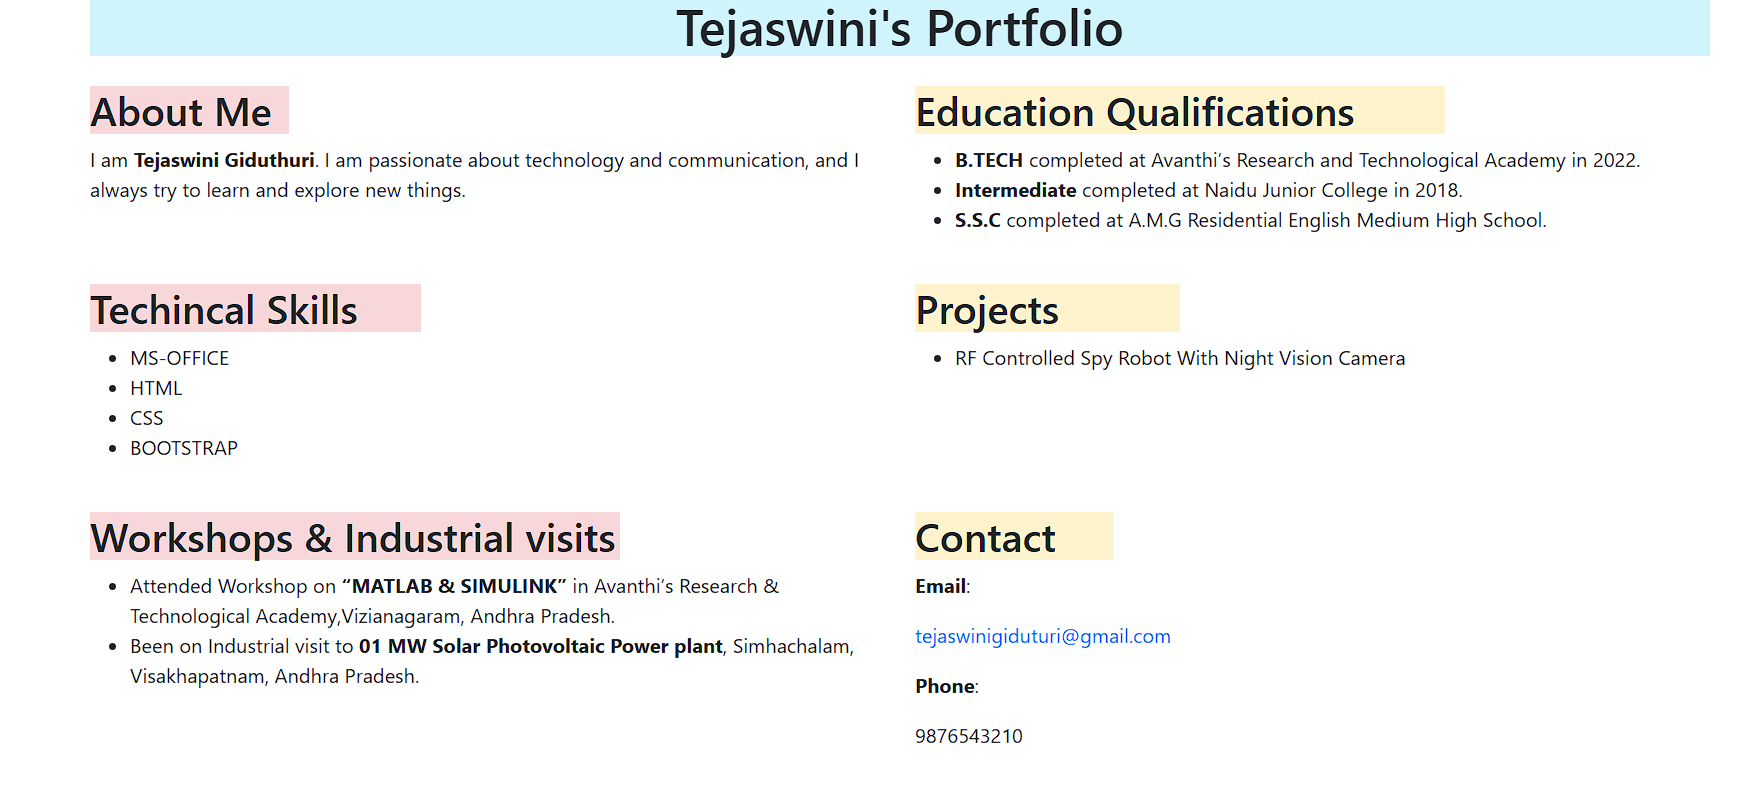 Tejaswini's Portfolio
About Me
I am Tejaswini Giduthuri. I am passionate about technology and communication, and I
always try to learn and explore new things.
Education Qualifications
B.TECH completed at Avanthi’s Research and Technological Academy in 2022.
Intermediate completed at Naidu Junior College in 2018.
S.S.C completed at A.M.G Residential English Medium High School.
Techincal Skills
MS-OFFICE
HTML
CSS
BOOTSTRAP
Projects
RF Controlled Spy Robot With Night Vision Camera
Workshops & Industrial visits
Attended Workshop on “MATLAB & SIMULINK” in Avanthi’s Research &
Technological Academy,Vizianagaram, Andhra Pradesh.
Been on Industrial visit to 01 MW Solar Photovoltaic Power plant, Simhachalam,
Visakhapatnam, Andhra Pradesh.
Contact
Email:
tejaswinigiduturi@gmail.com
Phone:
9876543210